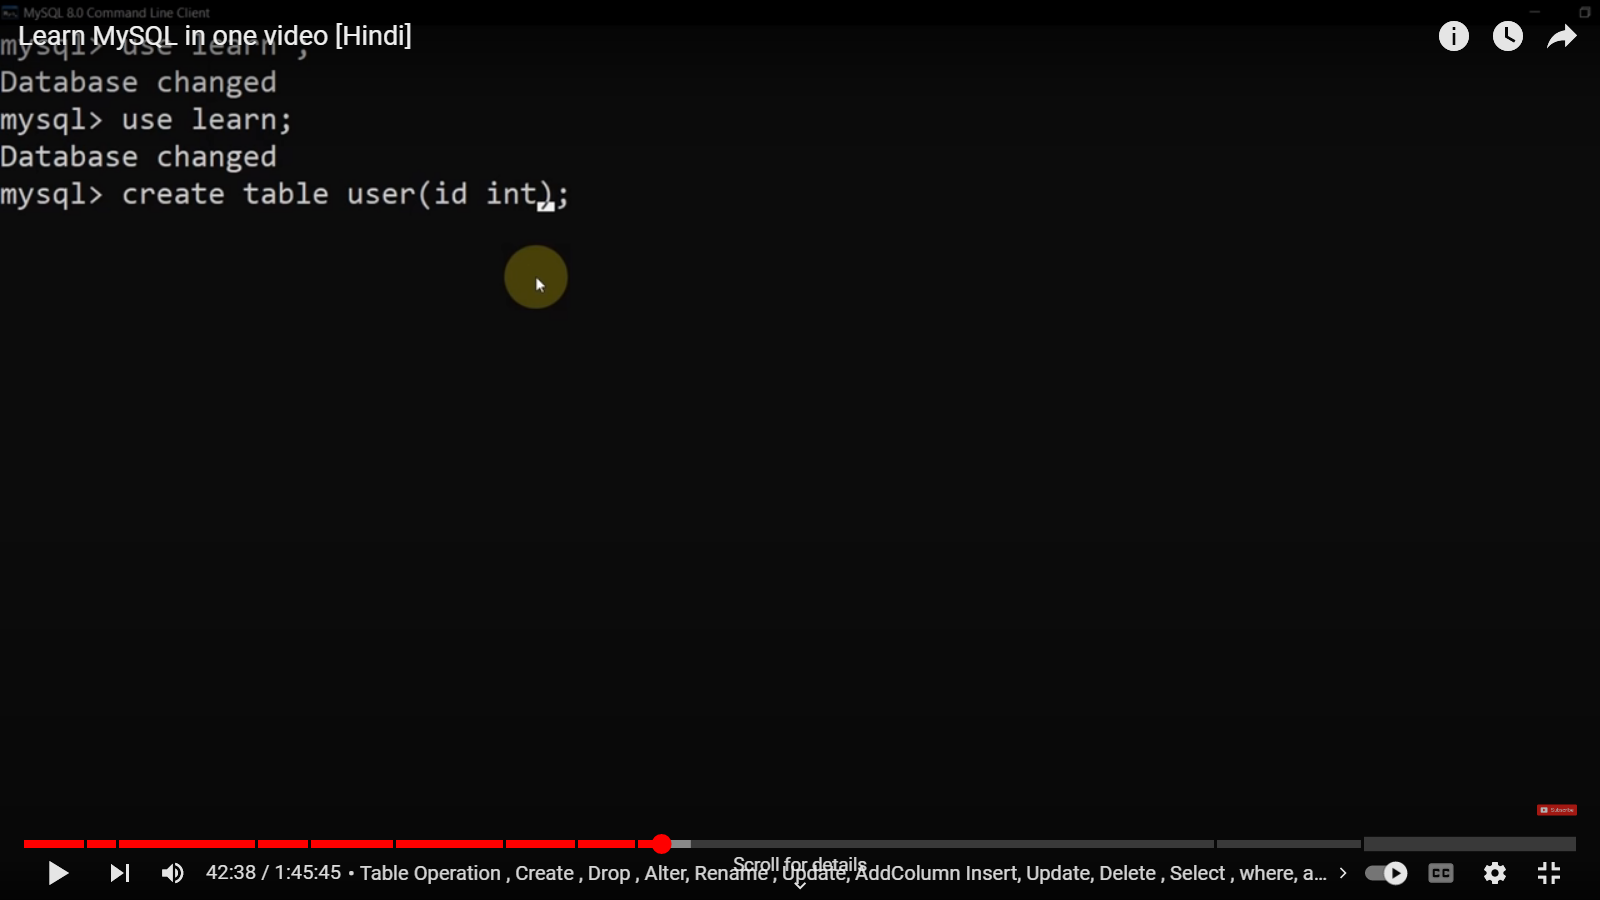 MySQL 8.0 Command Line Client
Learn MySQL in one video [Hindi]
mysql> use learn ;
Database changed
mysql> use learn;
Database changed
mysql> create table user(id int);
Subscribe
Scroll for details
42:38 / 1:45:45 • Table Operation , Create , Drop , Alter, Rename , Update, AddColumn Insert, Update, Delete , Select , where, a...
CC